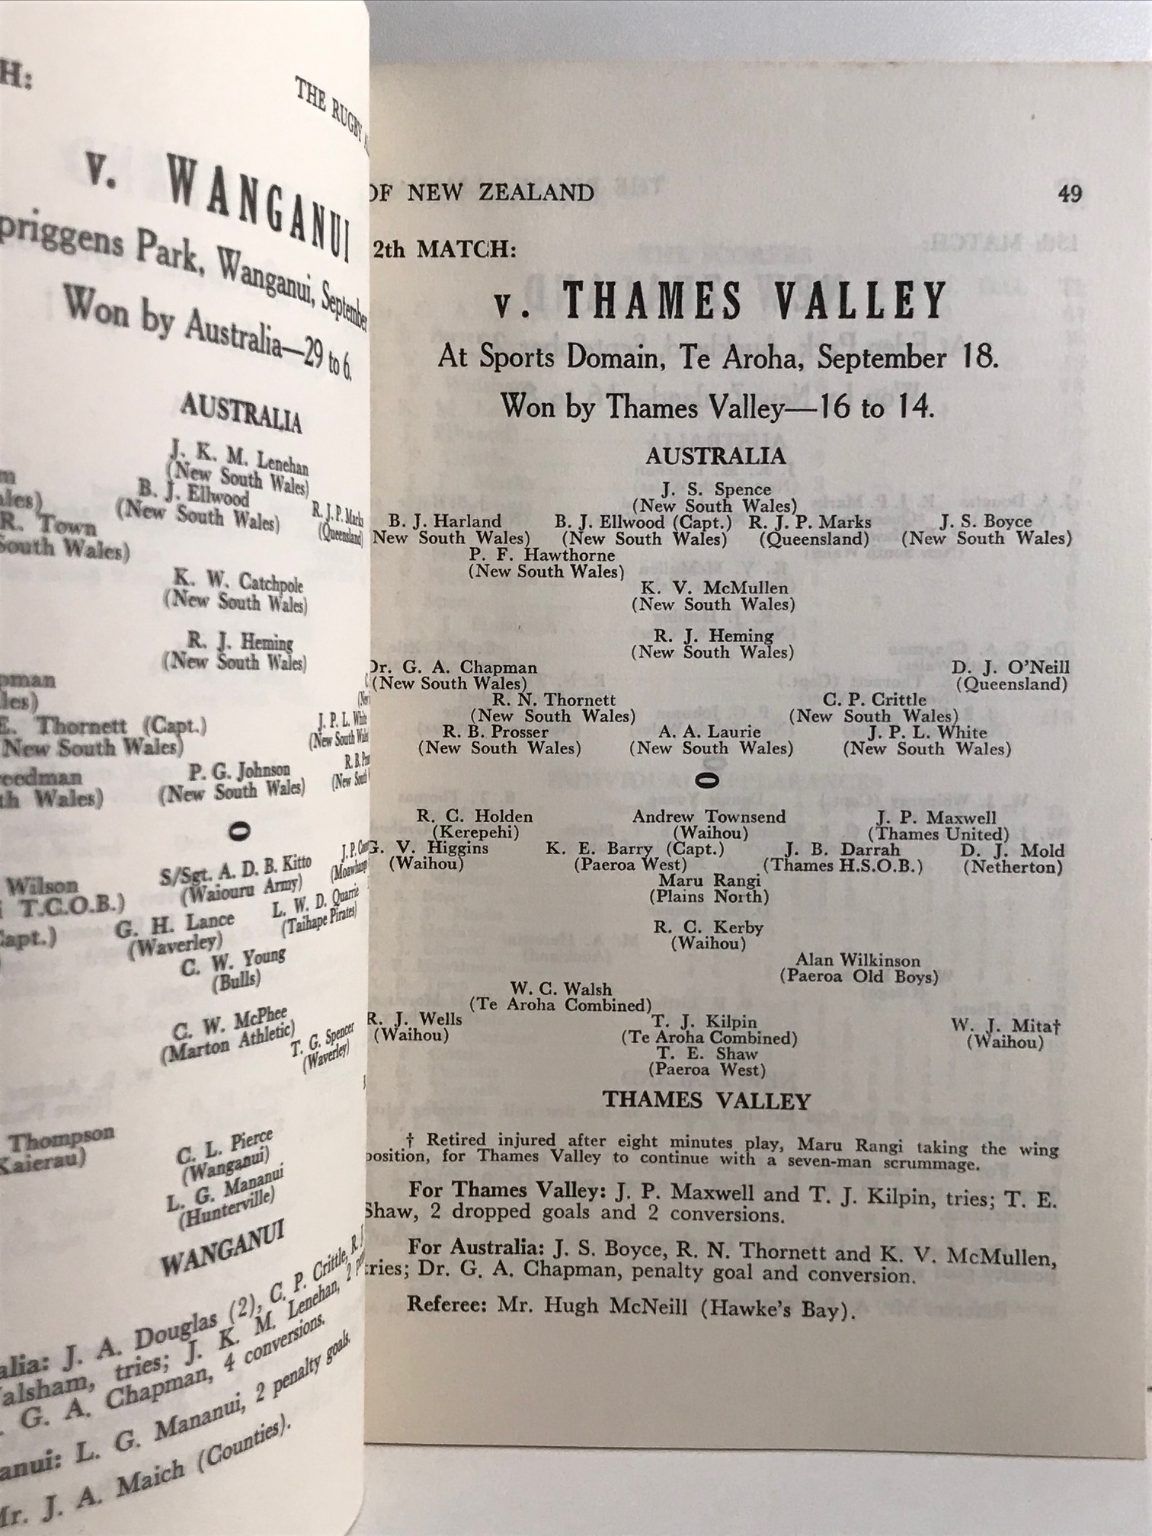 H:
THE RUGBY
v. WANGANUI
priggens Park, Wanganui, September
Won by Australia—29 to 6.
AUSTRALIA
J. K. M. Lenehan
(New South Wales)
B. J. Ellwood
(New South Wales)
R. J. P. Marks
(Queensland)
R. Town
South Wales)
K. W. Catchpole
(New South Wales)
R. J. Heming
(New South Wales)
pman
les)
E. Thornett (Capt.)
New South Wales)
J. P. L. White
(New South Wales
eedman
th Wales)
P. G. Johnson
(New South Wales)
R. B.
(New South
O
Wilson
T.C.O.B.)
S/Sgt. A. D. B. Kitto
(Waiouru Army)
Capt.)
G. H. Lance
(Waverley)
L. W. D. Quarrie
(Taihape Pirates)
C. W. Young
(Bulls)
C. W. McPhee
(Marton Athletic)
T. G. Spencer
(Waverley)
Thompson
Kaierau)
C. L. Pierce
(Wanganui)
L. G. Mananui
(Hunterville)
WANGANUI
alia: J. A. Douglas (2), C. P. Crittle, R. J
alsham, tries; J. K. M. Lenehan, 2
G. A. Chapman, 4 conversions.
anui: L. G. Mananui, 2 penalty goals.
Mr. J. A. Maich (Counties).
OF NEW ZEALAND 49
2th MATCH:
v. THAMES VALLEY
At Sports Domain, Te Aroha, September 18.
Won by Thames Valley—16 to 14.
AUSTRALIA
J. S. Spence
(New South Wales)
B. J. Harland B. J. Ellwood (Capt.) R. J. P. Marks J. S. Boyce
New South Wales) (New South Wales) (Queensland) (New South Wales)
P. F. Hawthorne
(New South Wales)
K. V. McMullen
(New South Wales)
R. J. Heming
(New South Wales)
Dr. G. A. Chapman D. J. O'Neill
(New South Wales) (Queensland)
R. N. Thornett C. P. Crittle
(New South Wales) (New South Wales)
R. B. Prosser A. A. Laurie J. P. L. White
(New South Wales) (New South Wales) (New South Wales)
O
R. C. Holden Andrew Townsend J. P. Maxwell
(Kerepehi) (Waihou) (Thames United)
G. V. Higgins K. E. Barry (Capt.) J. B. Darrah D. J. Mold
(Waihou) (Paeroa West) (Thames H.S.O.B.) (Netherton)
Maru Rangi
(Plains North)
R. C. Kerby
(Waihou)
Alan Wilkinson
(Paeroa Old Boys)
W. C. Walsh
(Te Aroha Combined)
R. J. Wells T. J. Kilpin W. J. Mita†
(Waihou) (Te Aroha Combined) (Waihou)
T. E. Shaw
(Paeroa West)
THAMES VALLEY
† Retired injured after eight minutes play, Maru Rangi taking the wing
position, for Thames Valley to continue with a seven-man scrummage.
For Thames Valley: J. P. Maxwell and T. J. Kilpin, tries; T. E.
Shaw, 2 dropped goals and 2 conversions.
For Australia: J. S. Boyce, R. N. Thornett and K. V. McMullen,
tries; Dr. G. A. Chapman, penalty goal and conversion.
Referee: Mr. Hugh McNeill (Hawke's Bay).